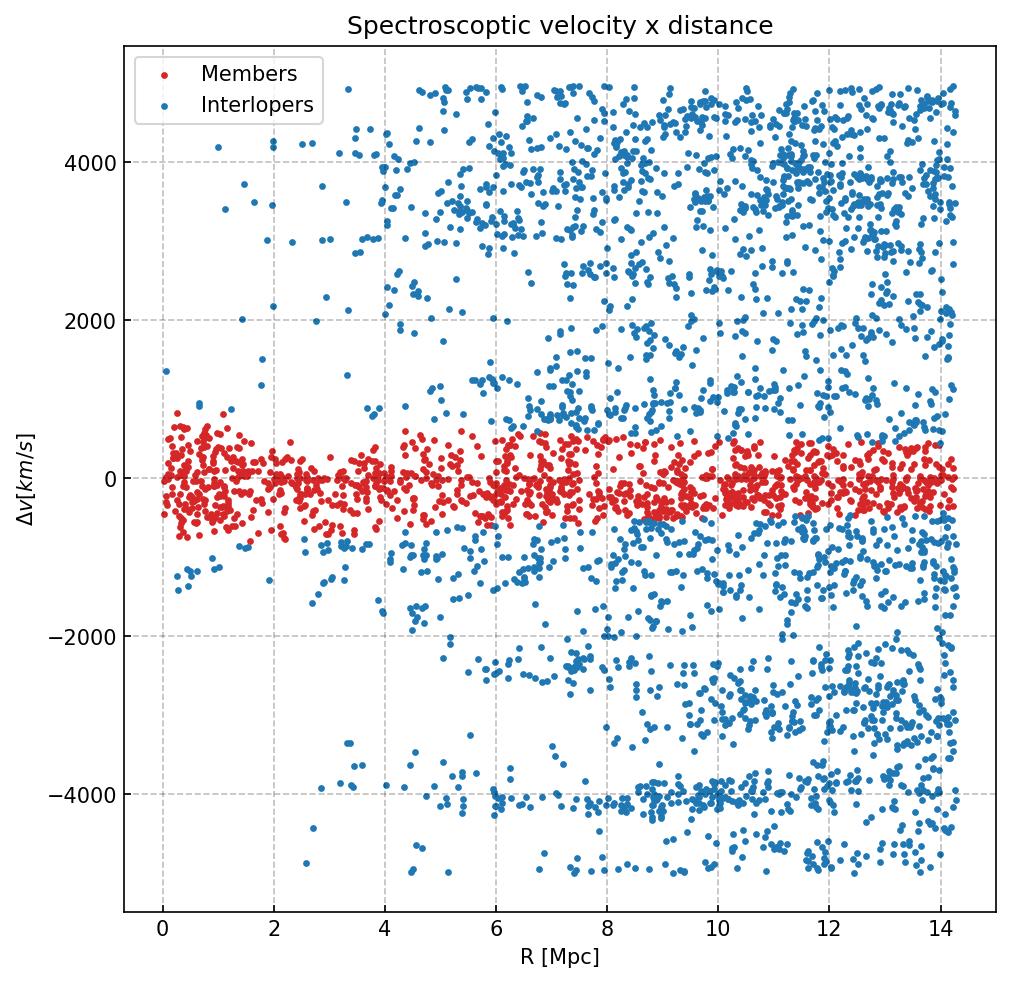 Spectroscoptic velocity x distance
Members
Interlopers
4000
2000
0
−2000
−4000
Δv[km/s]
0 2 4 6 8 10 12 14
R [Mpc]